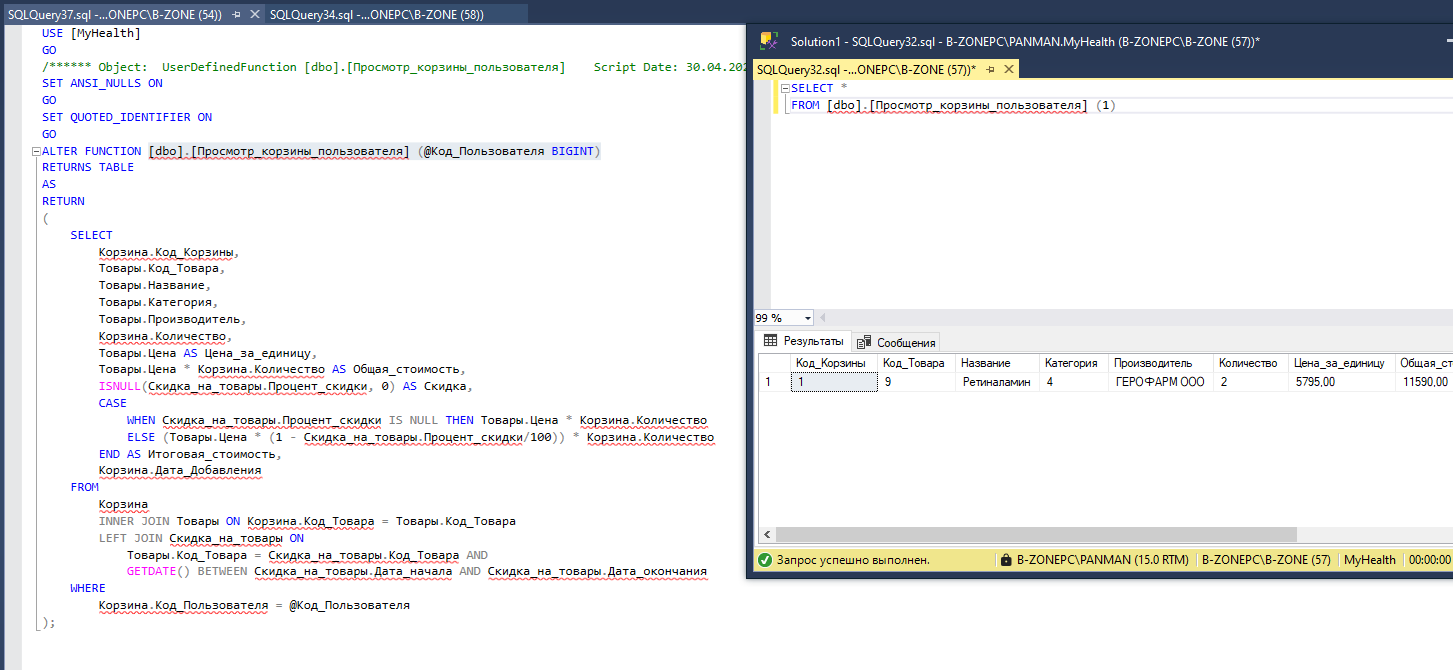 SQLQuery37.sql -...ONEPC\B-ZONE (54))
SQLQuery34.sql -...ONEPC\B-ZONE (58))
USE [MyHealth]
GO
/****** Object:  UserDefinedFunction [dbo].[Просмотр_корзины_пользователя]    Script Date: 30.04.202
SET ANSI_NULLS ON
GO
SET QUOTED_IDENTIFIER ON
GO
ALTER FUNCTION [dbo].[Просмотр_корзины_пользователя] (@Код_Пользователя BIGINT)
RETURNS TABLE
AS
RETURN
(
SELECT
Корзина.Код_Корзины,
Товары.Код_Товара,
Товары.Название,
Товары.Категория,
Товары.Производитель,
Корзина.Количество,
Товары.Цена AS Цена_за_единицу,
Товары.Цена * Корзина.Количество AS Общая_стоимость,
ISNULL(Скидка_на_товары.Процент_скидки, 0) AS Скидка,
CASE
WHEN Скидка_на_товары.Процент_скидки IS NULL THEN Товары.Цена * Корзина.Количество
ELSE (Товары.Цена * (1 - Скидка_на_товары.Процент_скидки/100)) * Корзина.Количество
END AS Итоговая_стоимость,
Корзина.Дата_Добавления
FROM
Корзина
INNER JOIN Товары ON Корзина.Код_Товара = Товары.Код_Товара
LEFT JOIN Скидка_на_товары ON
Товары.Код_Товара = Скидка_на_товары.Код_Товара AND
GETDATE() BETWEEN Скидка_на_товары.Дата_начала AND Скидка_на_товары.Дата_окончания
WHERE
Корзина.Код_Пользователя = @Код_Пользователя
);
Solution1 - SQLQuery32.sql - B-ZONEPC\PANMAN.MyHealth (B-ZONEPC\B-ZONE (57))*
SQLQuery32.sql -...ONEPC\B-ZONE (57))*
SELECT *
FROM [dbo].[Просмотр_корзины_пользователя] (1)
99 %
Результаты Сообщения
Код_Корзины Код_Товара Название Категория Производитель Количество Цена_за_единицу Общая_ст
1 1 9 Ретиналамин 4 ГЕРОФАРМ ООО 2 5795,00 11590,00
Запрос успешно выполнен. B-ZONEPC\PANMAN (15.0 RTM) B-ZONEPC\B-ZONE (57) MyHealth 00:00:00